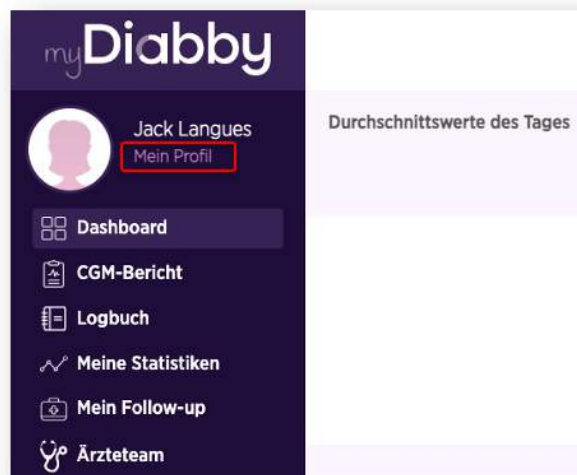 myDiabby
Jack Langues
Mein Profil
Durchschnittswerte des Tages
Dashboard
CGM-Bericht
Logbuch
Meine Statistiken
Mein Follow-up
Ärzteteam